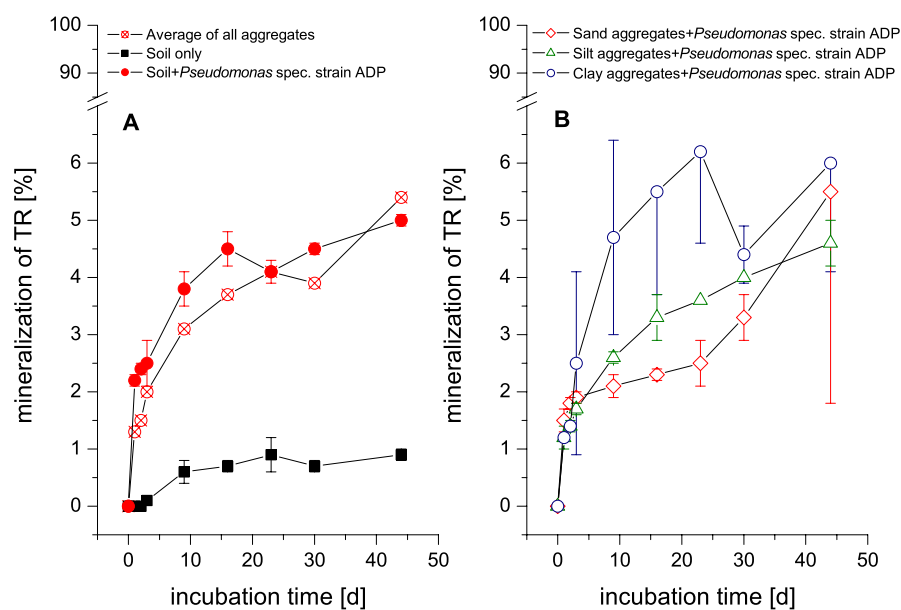 Average of all aggregates
Soil only
Soil+Pseudomonas spec. strain ADP
100
90
A
6
5
4
3
2
1
0
mineralization of TR [%]
0 10 20 30 40 50
incubation time [d]
Sand aggregates+Pseudomonas spec. strain ADP
Silt aggregates+Pseudomonas spec. strain ADP
Clay aggregates+Pseudomonas spec. strain ADP
100
90
B
6
5
4
3
2
1
0
mineralization of TR [%]
0 10 20 30 40 50
incubation time [d]